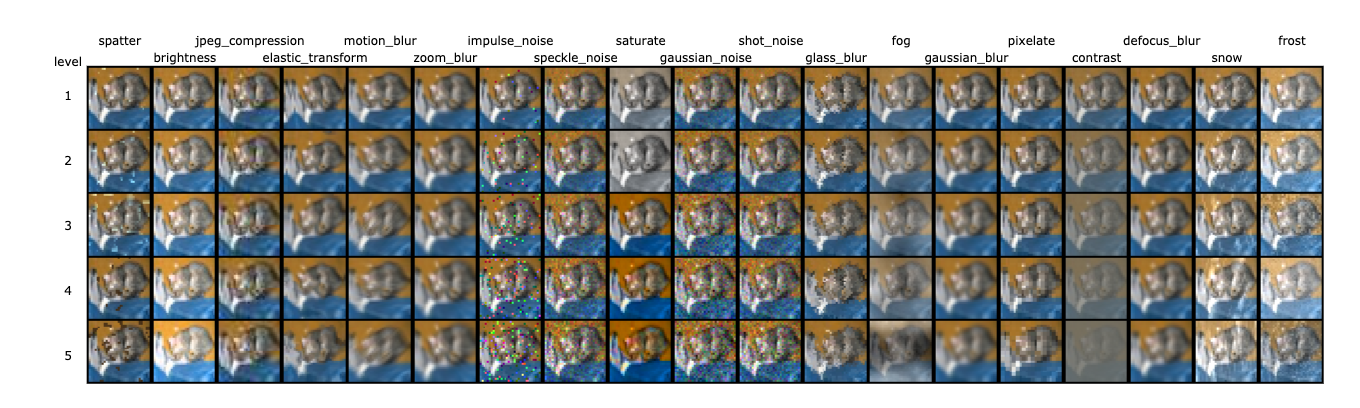 spatter jpeg_compression motion_blur impulse_noise saturate shot_noise fog pixelate defocus_blur frost
level brightness elastic_transform zoom_blur speckle_noise gaussian_noise glass_blur gaussian_blur contrast snow
1
2
3
4
5